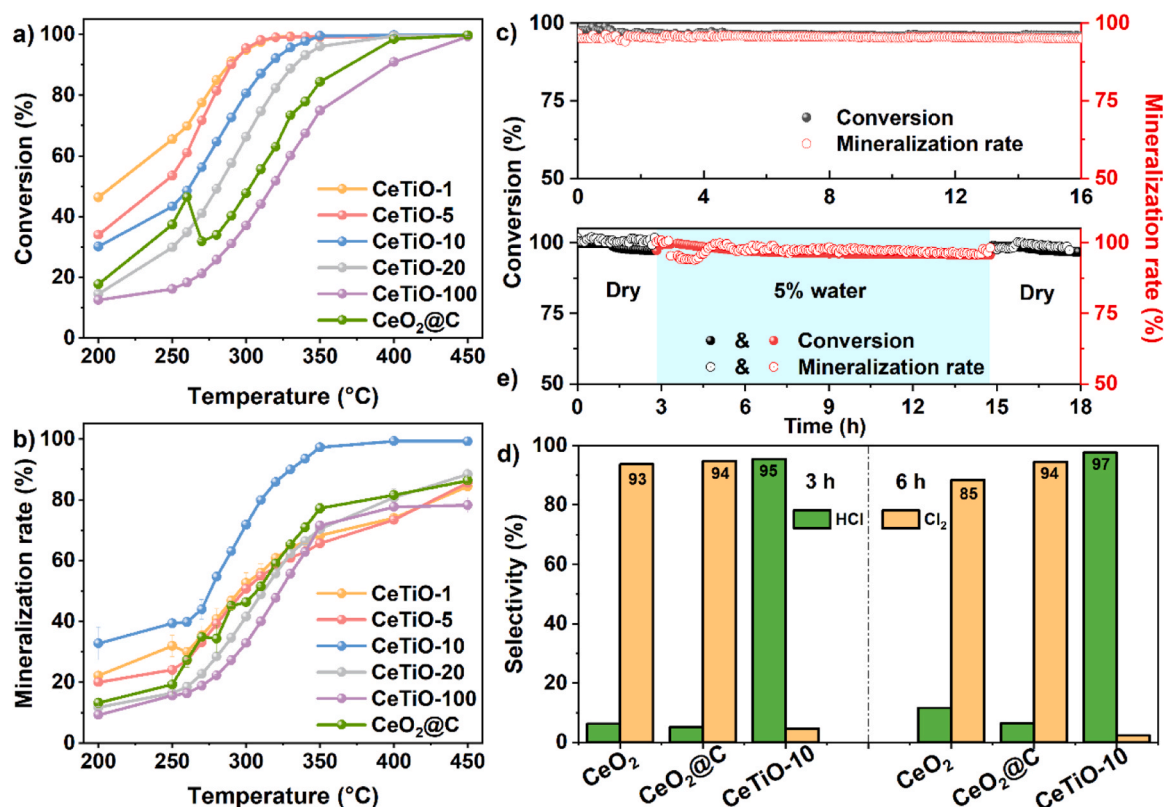 a)
Conversion (%)
100
80
60
40
20
0
CeTiO-1
CeTiO-5
CeTiO-10
CeTiO-20
CeTiO-100
CeO₂@C
200 250 300 350 400 450
Temperature (°C)
b)
Mineralization rate (%)
100
80
60
40
20
0
CeTiO-1
CeTiO-5
CeTiO-10
CeTiO-20
CeTiO-100
CeO₂@C
200 250 300 350 400 450
Temperature (°C)
c)
Conversion (%)
Mineralization rate (%)
100 95
75 75
Conversion
Mineralization rate
50 50
0 4 8 12 16
100 100
Dry 5% water Dry
75 75
& Conversion
& Mineralization rate
e)
50 50
0 3 6 9 12 15 18
Time (h)
d)
Selectivity (%)
100
80
60
40
20
0
93 94 95 85 94 97
3 h 6 h
HCl Cl₂
CeO₂ CeO₂@C CeTiO-10 CeO₂ CeO₂@C CeTiO-10